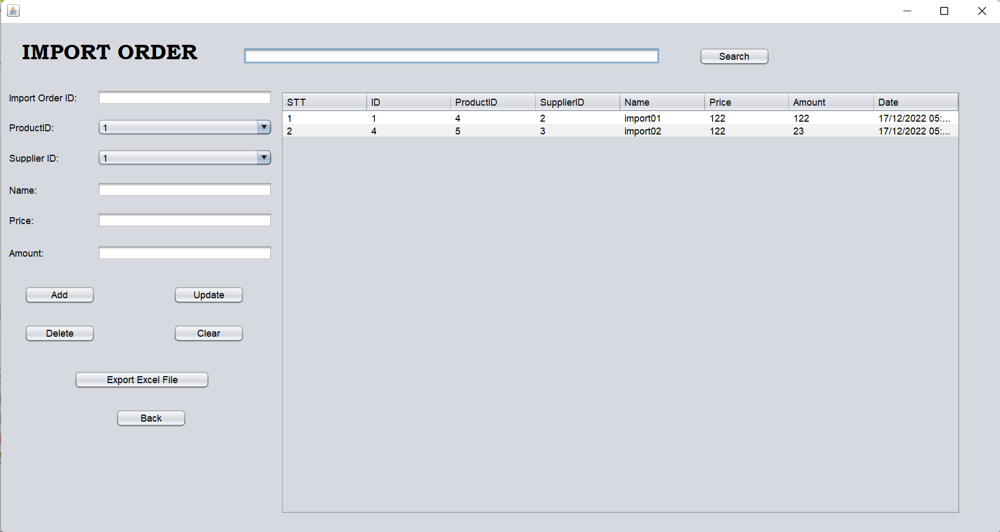 IMPORT ORDER
Search
Import Order ID:
ProductID: 1
Supplier ID: 1
Name:
Price:
Amount:
Add Update
Delete Clear
Export Excel File
Back
STT ID ProductID SupplierID Name Price Amount Date
1 1 4 2 import01 122 122 17/12/2022 05:...
2 4 5 3 import02 122 23 17/12/2022 05:...